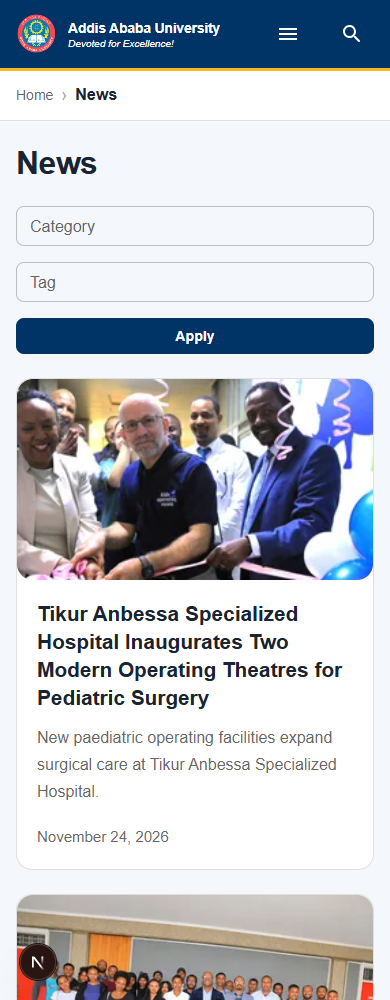 Addis Ababa University
Devoted for Excellence!
Home › News
News
Category
Tag
Apply
Tikur Anbessa Specialized
Hospital Inaugurates Two
Modern Operating Theatres for
Pediatric Surgery
New paediatric operating facilities expand
surgical care at Tikur Anbessa Specialized
Hospital.
November 24, 2026
N